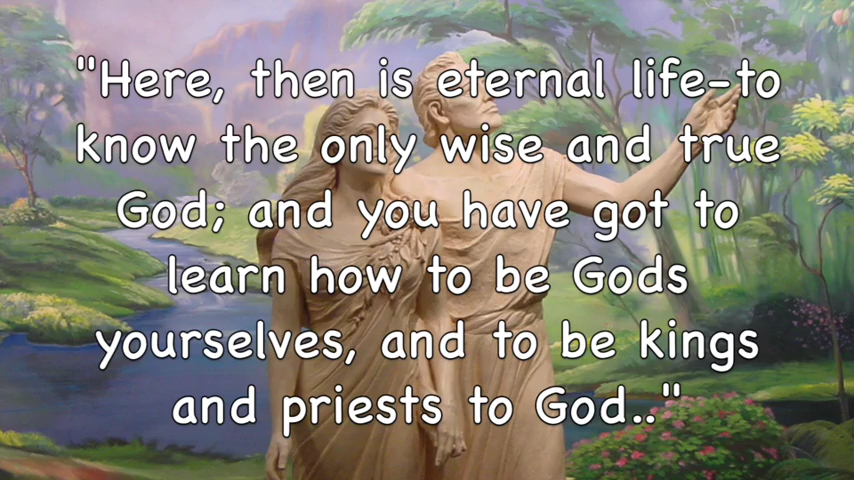 "Here, then is eternal life-to
know the only wise and true
God; and you have got to
learn how to be Gods
yourselves, and to be kings
and priests to God.."